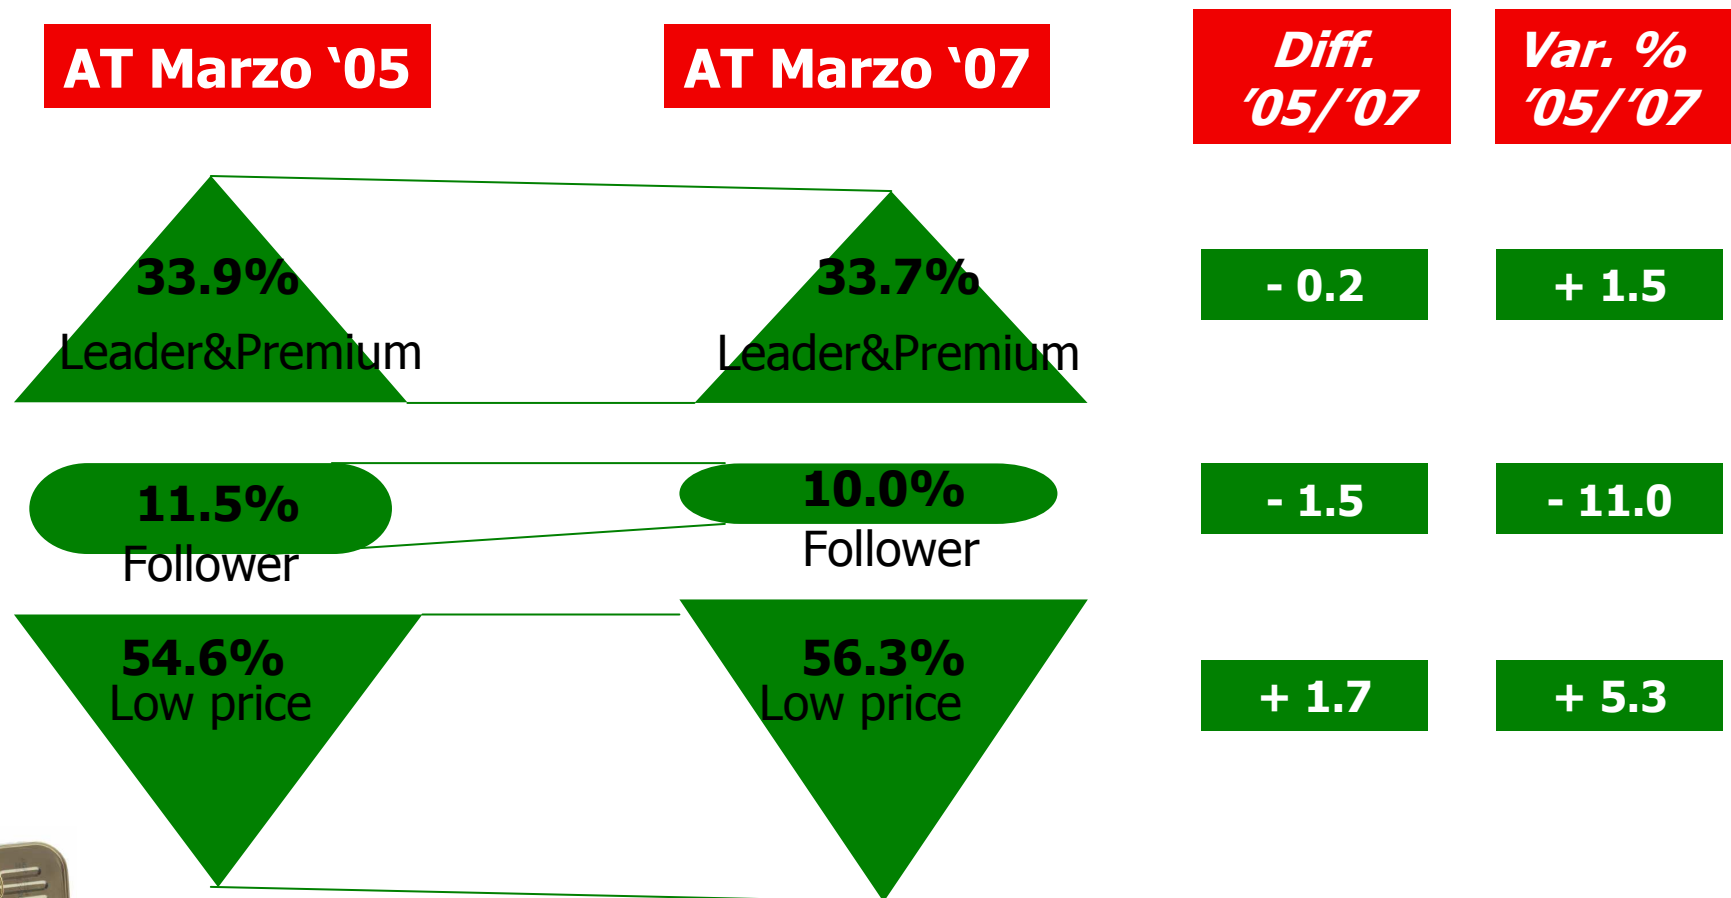 AT Marzo ‘05
AT Marzo ‘07
Diff.
’05/’07
Var. %
’05/’07
33.9%
Leader&Premium
33.7%
Leader&Premium
- 0.2
+ 1.5
11.5%
Follower
10.0%
Follower
- 1.5
- 11.0
54.6%
Low price
56.3%
Low price
+ 1.7
+ 5.3